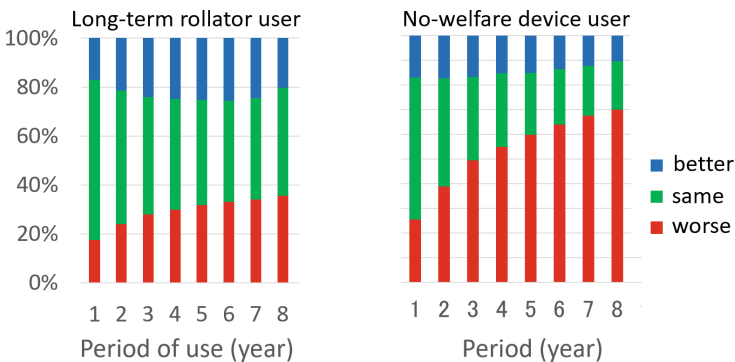 Long-term rollator user
No-welfare device user
100%
80%
60%
40%
20%
0%
1 2 3 4 5 6 7 8
Period of use (year)
1 2 3 4 5 6 7 8
Period (year)
better
same
worse